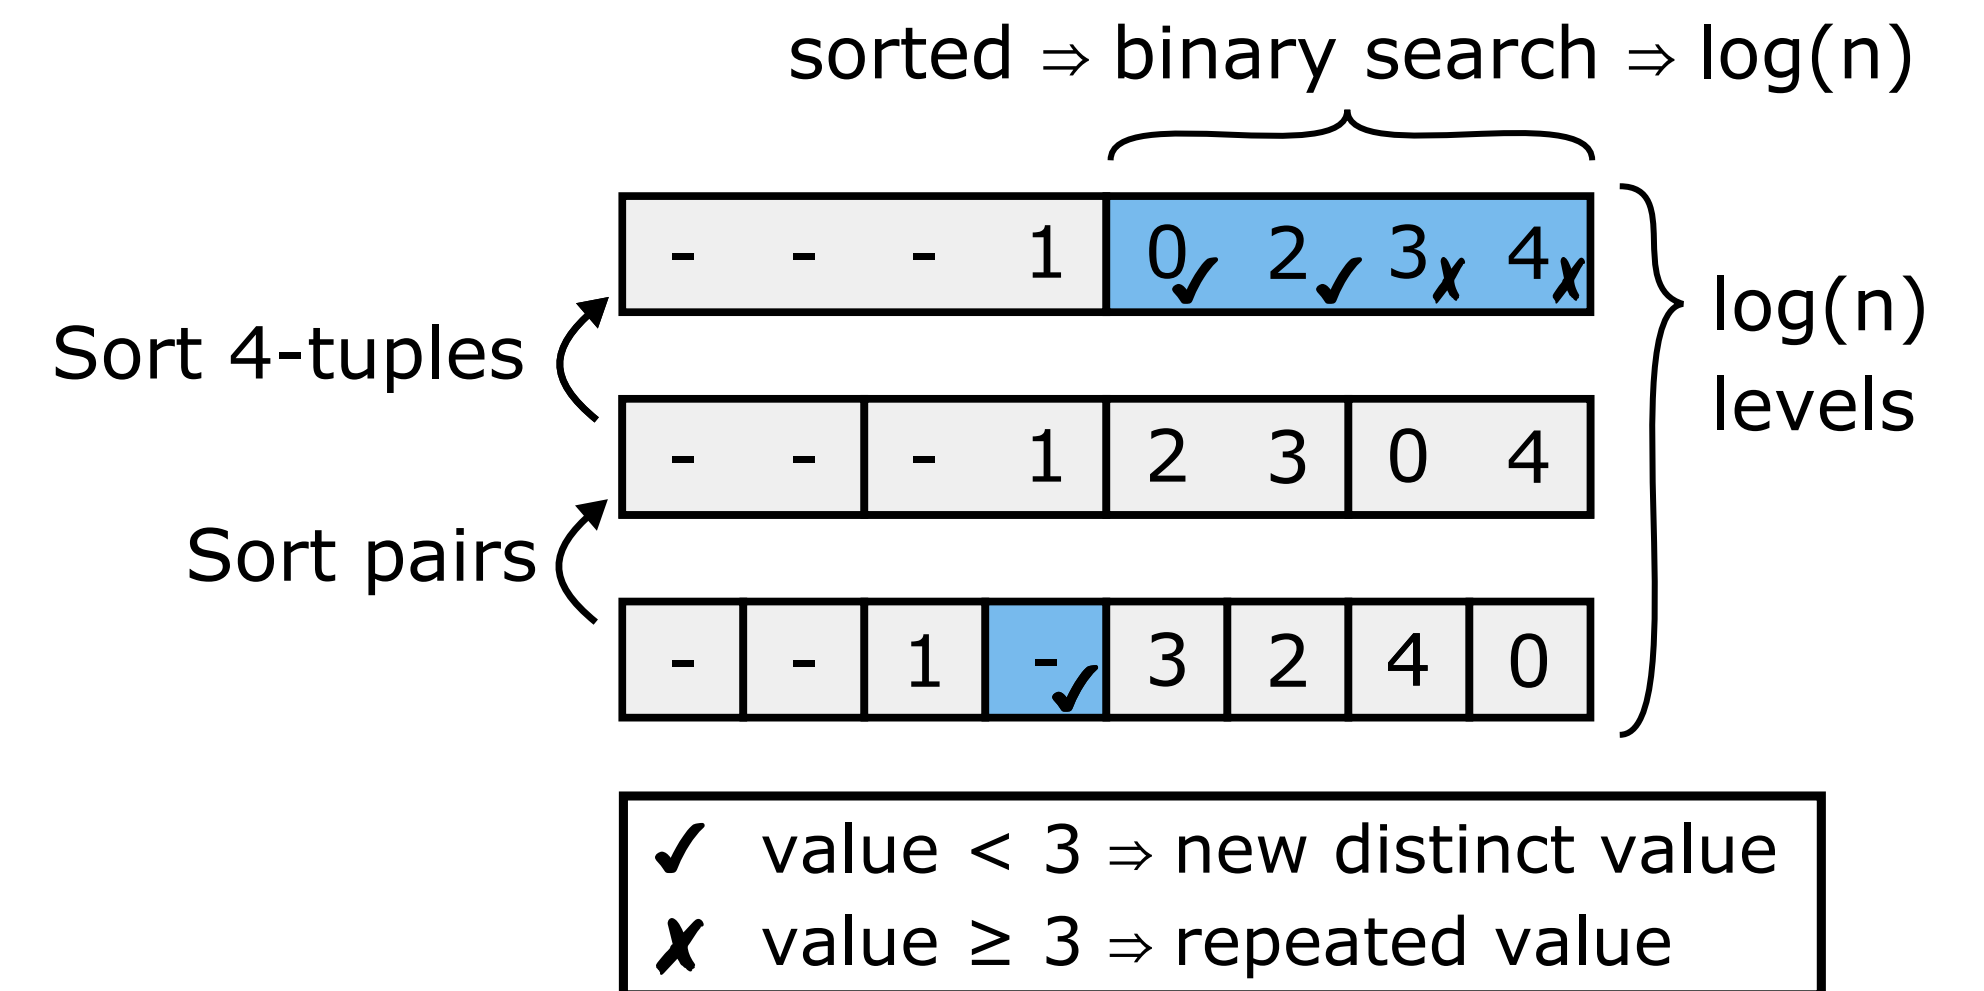 sorted ⇒ binary search ⇒ log(n)
- - - 1 0✓ 2✓ 3✗ 4✗
Sort 4-tuples
log(n)
levels
- - - 1 2 3 0 4
Sort pairs
- - 1 -✓ 3 2 4 0
✓ value < 3 ⇒ new distinct value
✗ value ≥ 3 ⇒ repeated value